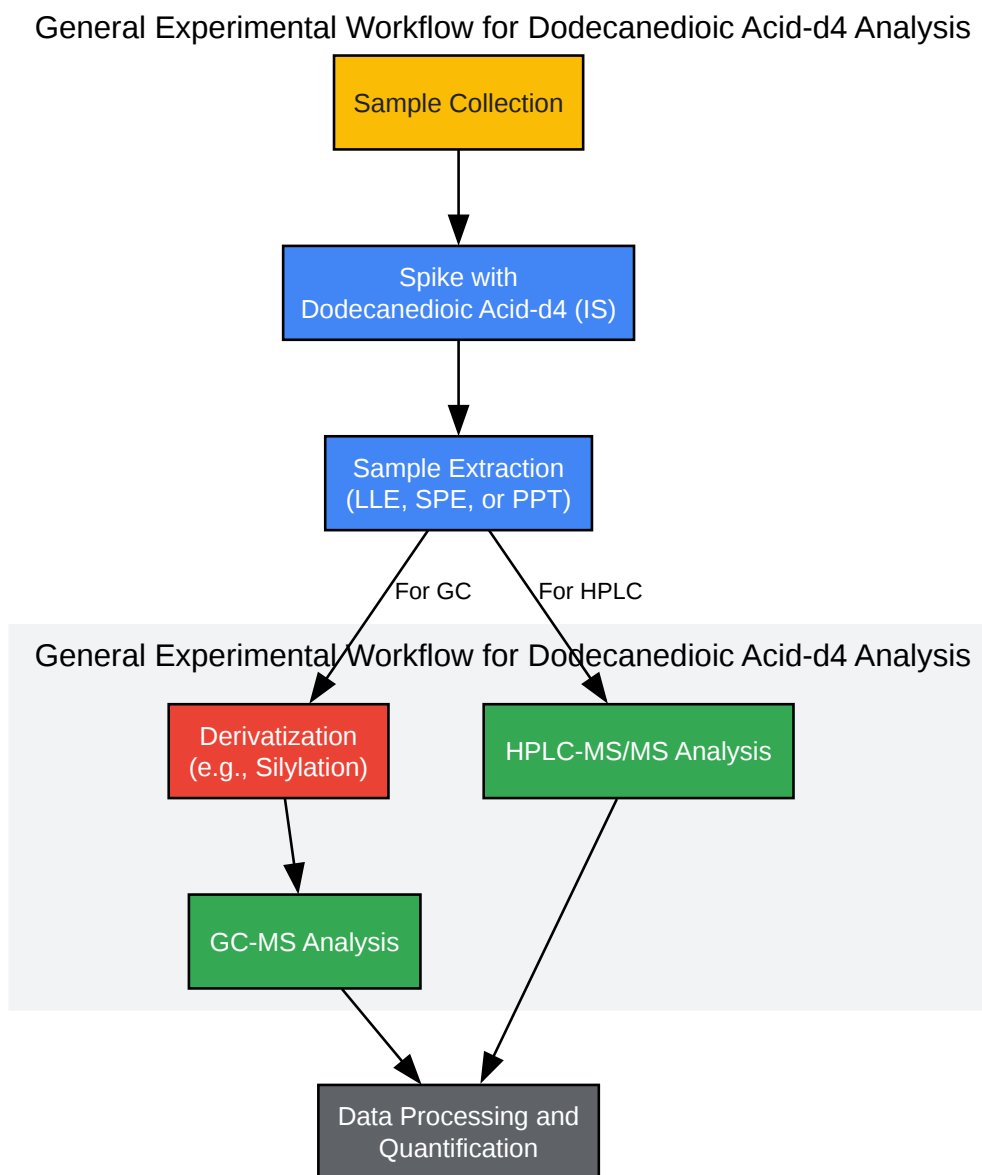 General Experimental Workflow for Dodecanedioic Acid-d4 Analysis
Sample Collection
Spike with
Dodecanedioic Acid-d4 (IS)
Sample Extraction
(LLE, SPE, or PPT)
For GC
For HPLC
General Experimental Workflow for Dodecanedioic Acid-d4 Analysis
Derivatization
(e.g., Silylation)
HPLC-MS/MS Analysis
GC-MS Analysis
Data Processing and
Quantification